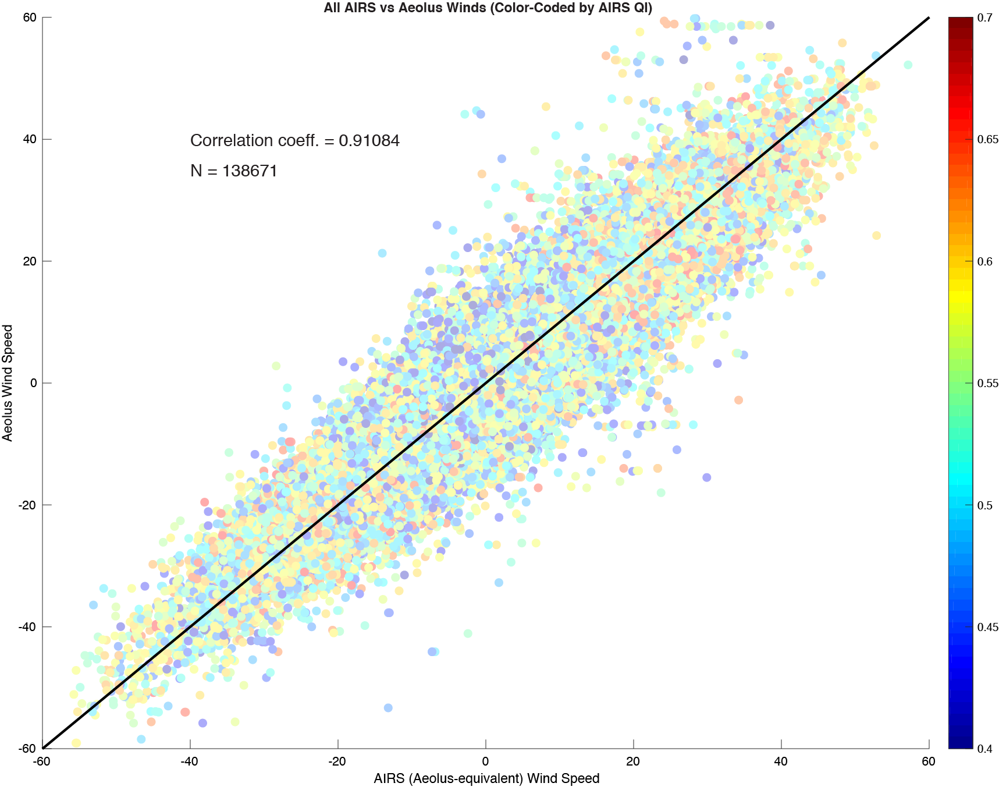 All AIRS vs Aeolus Winds (Color-Coded by AIRS QI)
Correlation coeff. = 0.91084
N = 138671
Aeolus Wind Speed
60
40
20
0
-20
-40
-60
-60 -40 -20 0 20 40 60
AIRS (Aeolus-equivalent) Wind Speed
0.7
0.65
0.6
0.55
0.5
0.45
0.4